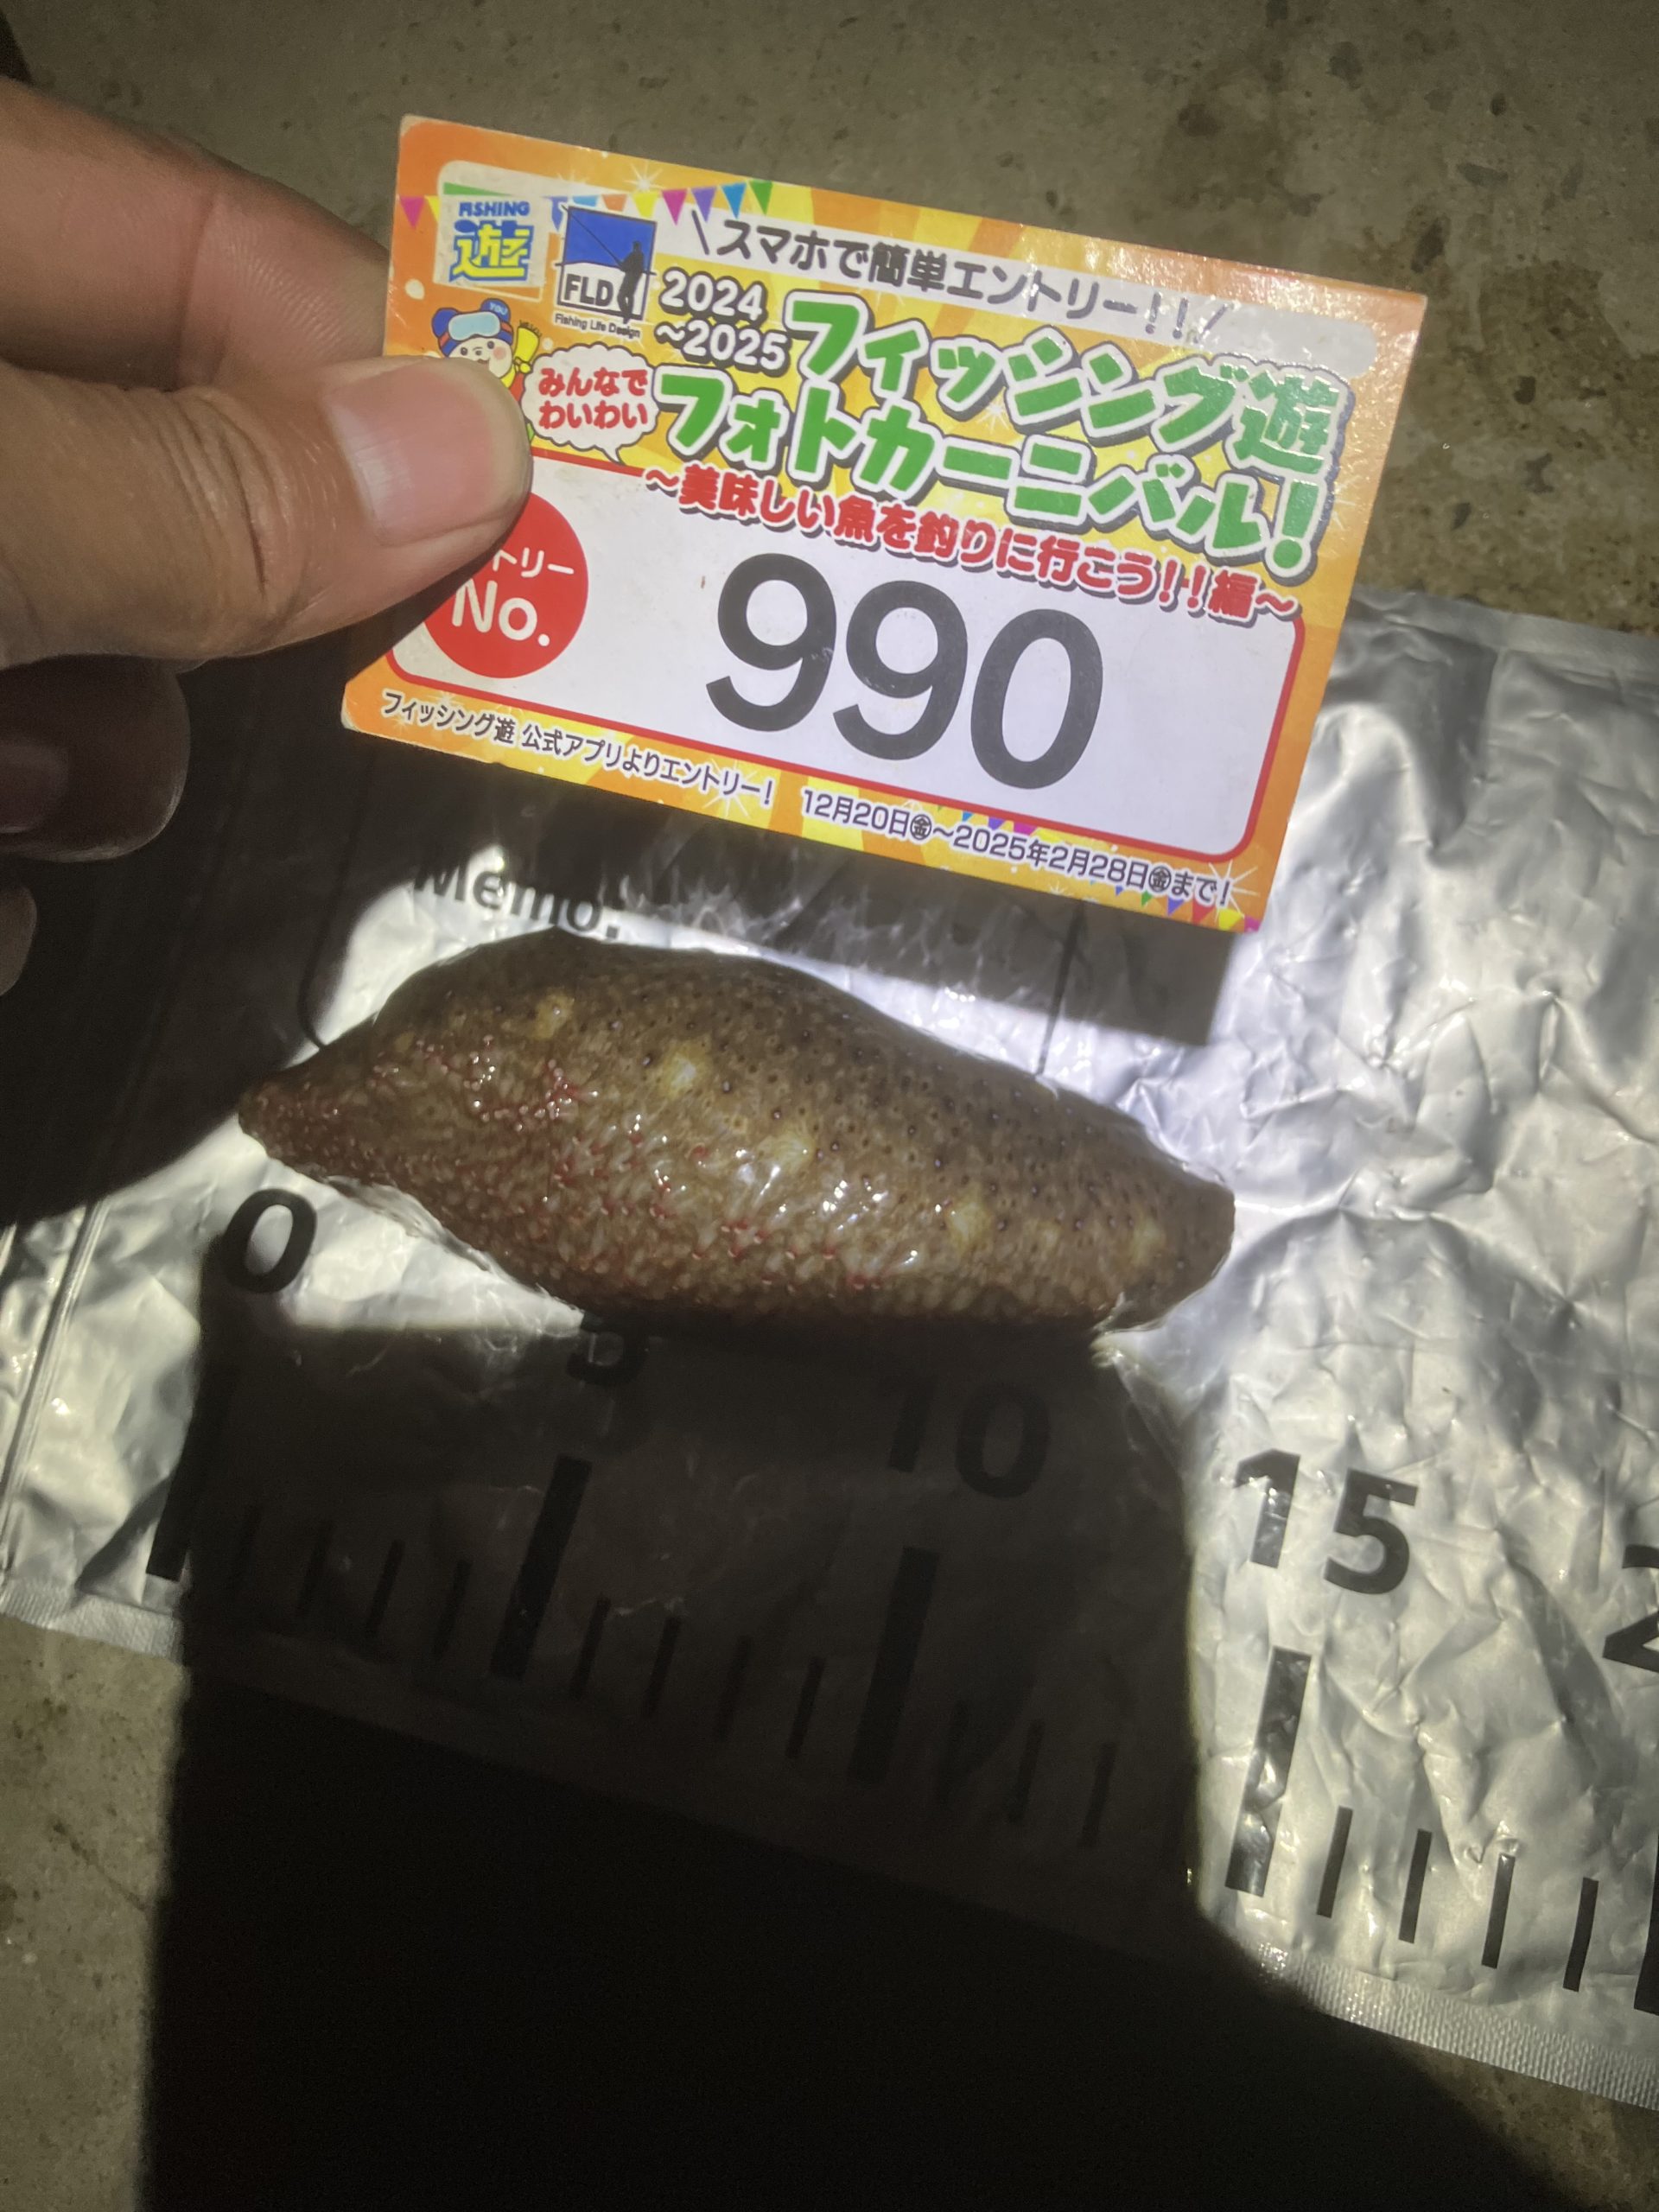 FISHING
遊
FLD
Fishing Life Design
YOU
\スマホで簡単エントリー!!/
2024
~2025
フィッシング遊
みんなで
わいわい
フォトカーニバル!
~美味しい魚を釣りに行こう!!編~
トリー
No.
990
フィッシング遊 公式アプリよりエントリー! 12月20日㊎~2025年2月28日㊎まで!
Memo.
0
5
10
15
2